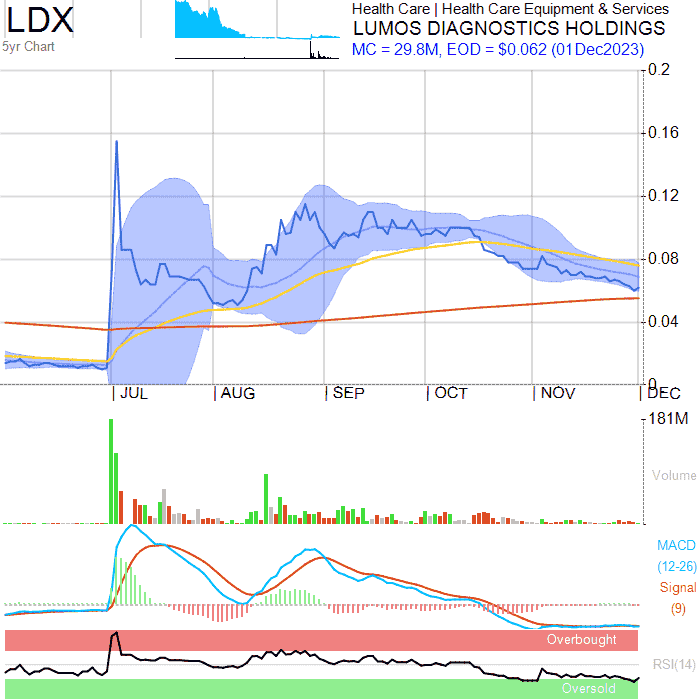 LDX
5yr Chart
Health Care | Health Care Equipment & Services
LUMOS DIAGNOSTICS HOLDINGS
MC = 29.8M, EOD = $0.062 (01Dec2023)
0.2
0.16
0.12
0.08
0.04
0
JUL AUG SEP OCT NOV DEC
181M
Volume
MACD
(12-26)
Signal
(9)
Overbought
RSI(14)
Oversold